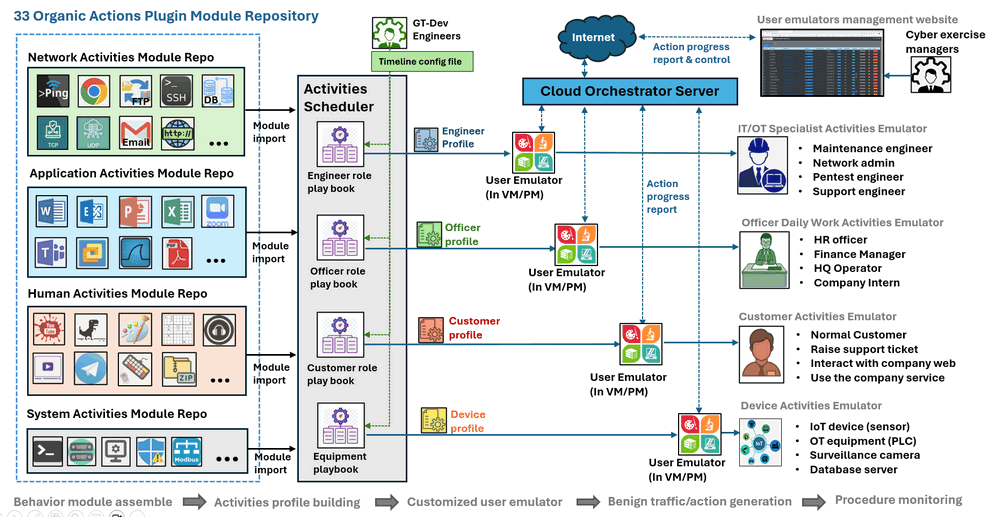 33 Organic Actions Plugin Module Repository
GT-Dev
Engineers
Timeline config file
Internet
Action progress
report & control
User emulators management website
Cyber exercise
managers
Network Activities Module Repo
>Ping
FTP
SSH
DB
TCP
UDP
Email
http://
...
Module
import
Application Activities Module Repo
W
X
P
X
zoom
T
PDF
...
Module
import
Human Activities Module Repo
You
Tube
ZIP
...
Module
import
System Activities Module Repo
Modbus
...
Module
import
Activities
Scheduler
Engineer role
play book
Officer role
playbook
Customer role
play book
Equipment
playbook
Cloud Orchestrator Server
Engineer
Profile
User Emulator
(In VM/PM)
Officer
profile
User Emulator
(In VM/PM)
Action
progress
report
Customer
profile
User Emulator
(In VM/PM)
Device
profile
User Emulator
(In VM/PM)
IT/OT Specialist Activities Emulator
• Maintenance engineer
• Network admin
• Pentest engineer
• Support engineer
Officer Daily Work Activities Emulator
• HR officer
• Finance Manager
• HQ Operator
• Company Intern
Customer Activities Emulator
• Normal Customer
• Raise support ticket
• Interact with company web
• Use the company service
Device Activities Emulator
IoT
• IoT device (sensor)
• OT equipment (PLC)
• Surveillance camera
• Database server
Behavior module assemble
Activities profile building
Customized user emulator
Benign traffic/action generation
Procedure monitoring